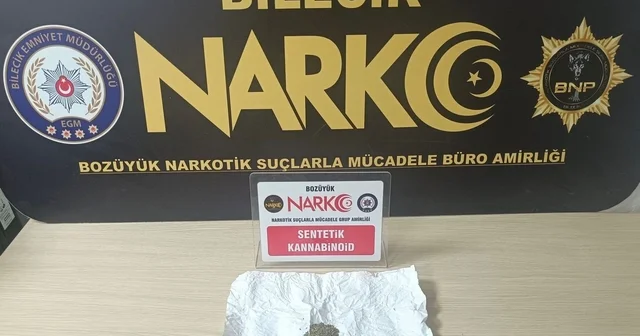 BİLECİK
NARKO
BİLECİK EMNİYET MÜDÜRLÜĞÜ
EGM
BNP
BOZÜYÜK NARKOTİK SUÇLARLA MÜCADELE BÜRO AMİRLİĞİ
BOZÜYÜK
NARKO
NARKOTİK SUÇLARLA MÜCADELE GRUP AMİRLİĞİ
SENTETİK
KANNABİNOİD